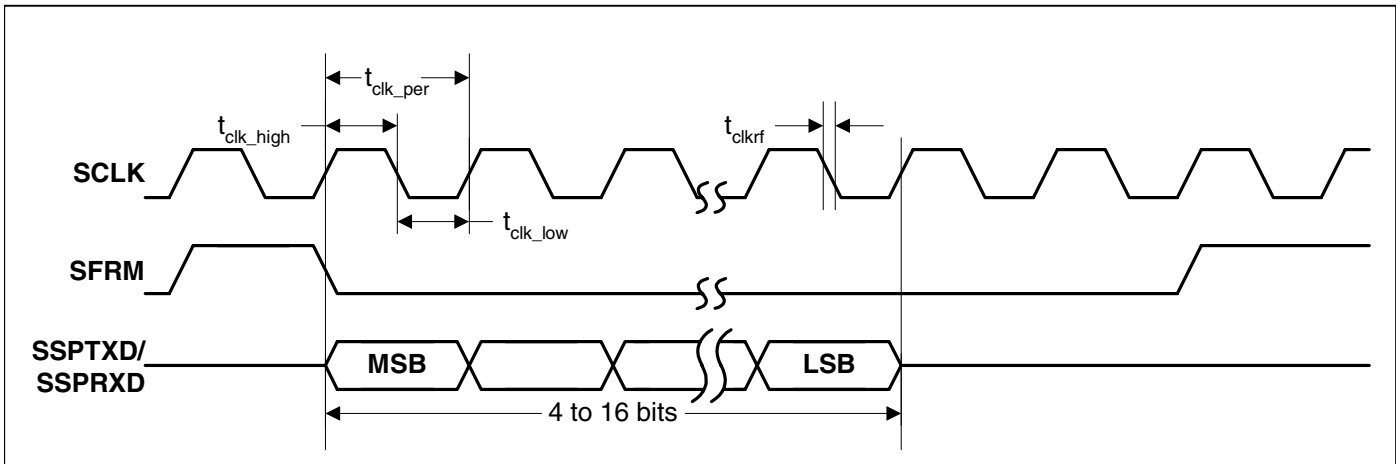 t_clk_per
t_clk_high
t_clkrf
SCLK
t_clk_low
SFRM
SSPTXD/
SSPRXD
MSB
LSB
4 to 16 bits